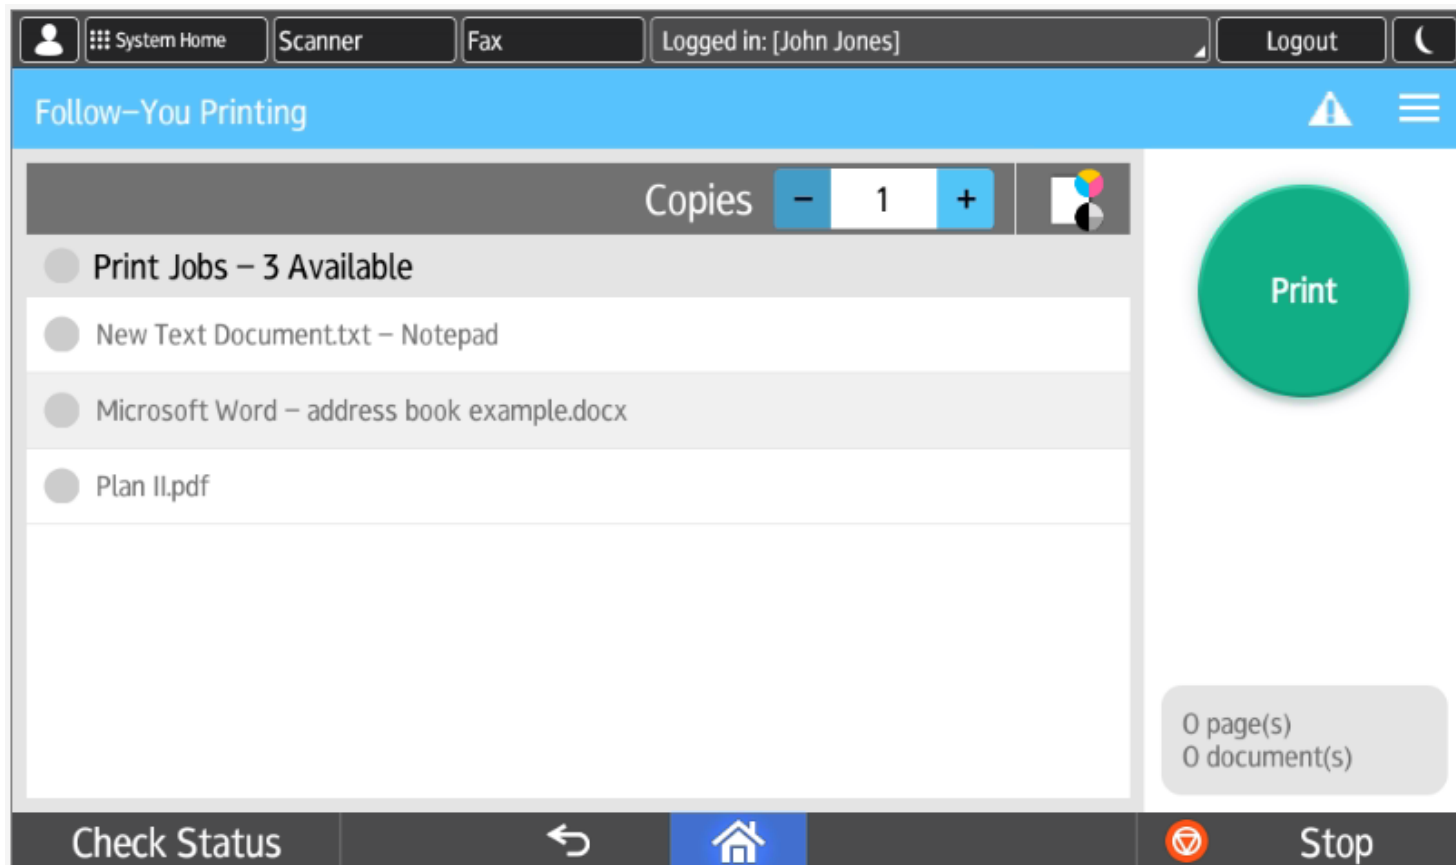 System Home Scanner Fax Logged in: [John Jones] Logout
Follow-You Printing
Copies - 1 +
Print Jobs - 3 Available
Print
New Text Document.txt - Notepad
Microsoft Word - address book example.docx
Plan II.pdf
0 page(s)
0 document(s)
Check Status Stop